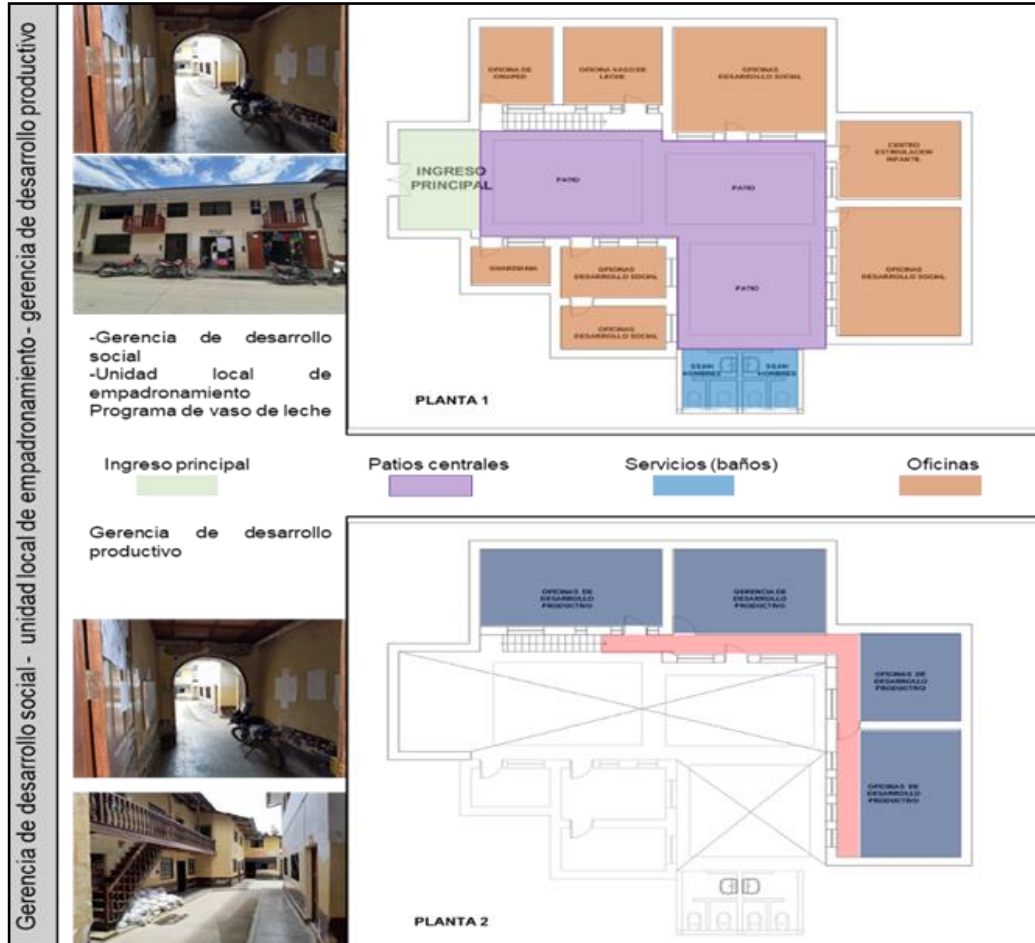 Gerencia de desarrollo social - unidad local de empadronamiento - gerencia de desarrollo productivo
OFICINA DE
OMAPED
OFICINA VASO DE
LECHE
OFICINAS
DESARROLLO SOCIAL
CENTRO
ESTIMULACION
INFANTIL
INGRESO
PRINCIPAL
PATIO
PATIO
GUARDIANIA
OFICINAS
DESARROLLO SOCIAL
PATIO
OFICINAS
DESARROLLO SOCIAL
OFICINAS
DESARROLLO SOCIAL
SS.HH
HOMBRES
SS.HH
HOMBRES
PLANTA 1
-Gerencia de desarrollo
social
-Unidad local de
empadronamiento
Programa de vaso de leche
Ingreso principal
Patios centrales
Servicios (baños)
Oficinas
Gerencia de desarrollo
productivo
OFICINAS DE
DESARROLLO
PRODUCTIVO
GERENCIA DE
DESARROLLO
PRODUCTIVO
OFICINAS DE
DESARROLLO
PRODUCTIVO
OFICINAS DE
DESARROLLO
PRODUCTIVO
PLANTA 2